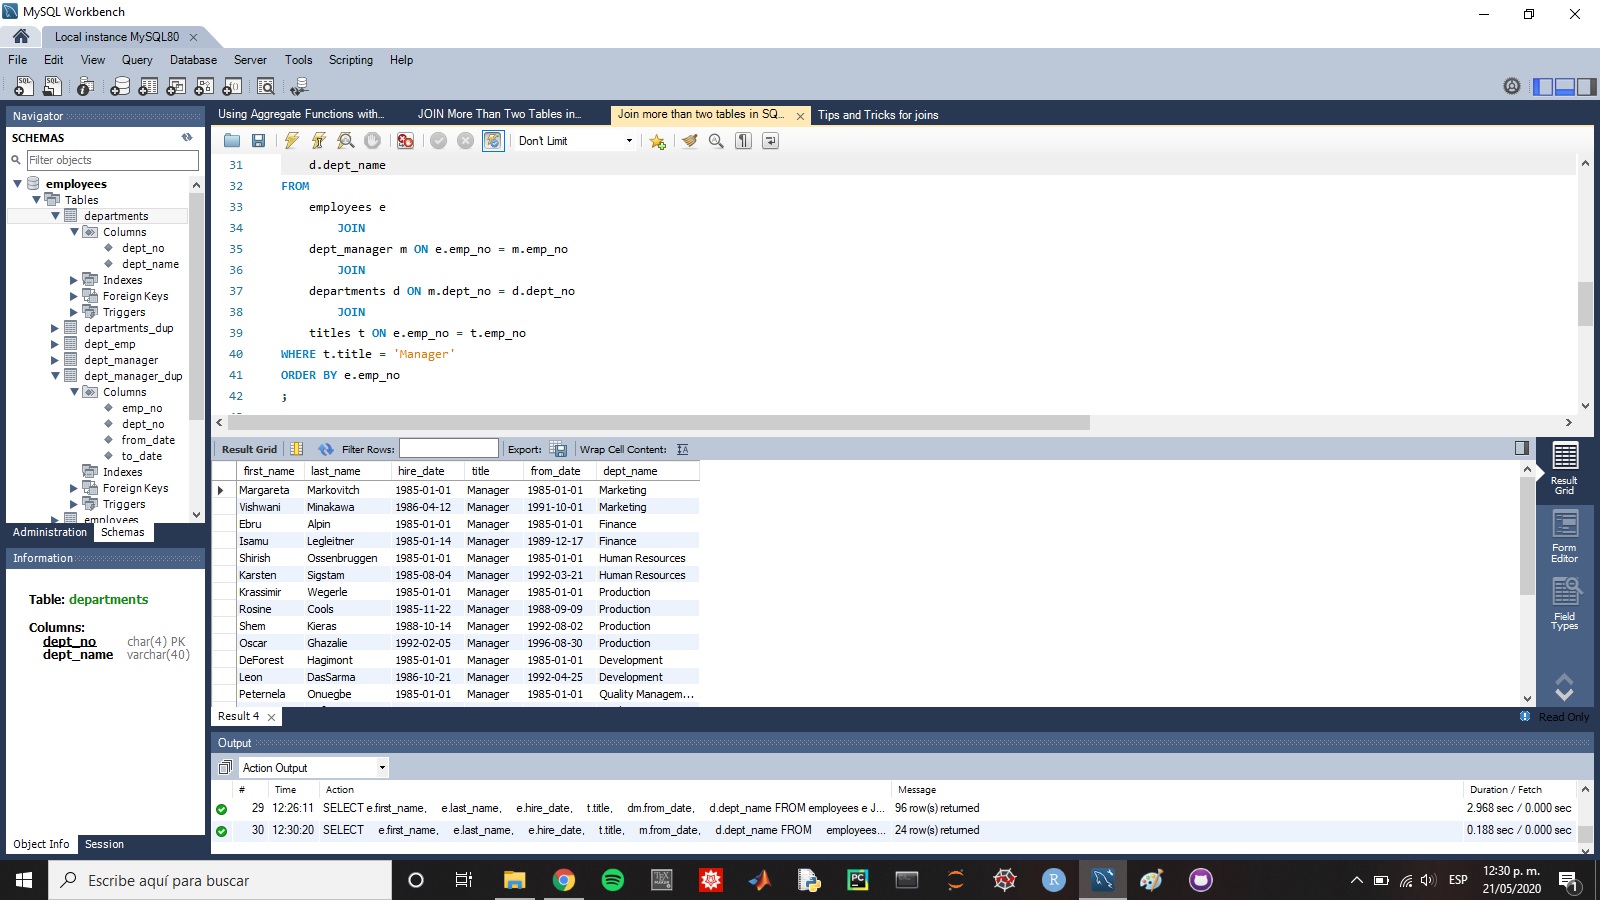 MySQL Workbench
Local instance MySQL80
File Edit View Query Database Server Tools Scripting Help
Navigator
SCHEMAS
Filter objects
employees
Tables
departments
Columns
dept_no
dept_name
Indexes
Foreign Keys
Triggers
departments_dup
dept_emp
dept_manager
dept_manager_dup
Columns
emp_no
dept_no
from_date
to_date
Indexes
Foreign Keys
Triggers
employees
Administration Schemas
Information
Table: departments
Columns:
dept_no char(4) PK
dept_name varchar(40)
Object Info Session
Using Aggregate Functions with... JOIN More Than Two Tables in... Join more than two tables in SQ... Tips and Tricks for joins
Don't Limit
31 d.dept_name
32 FROM
33 employees e
34 JOIN
35 dept_manager m ON e.emp_no = m.emp_no
36 JOIN
37 departments d ON m.dept_no = d.dept_no
38 JOIN
39 titles t ON e.emp_no = t.emp_no
40 WHERE t.title = 'Manager'
41 ORDER BY e.emp_no
42 ;
Result Grid Filter Rows: Export: Wrap Cell Content:
first_name last_name hire_date title from_date dept_name
Margareta Markovitch 1985-01-01 Manager 1985-01-01 Marketing
Vishwani Minakawa 1986-04-12 Manager 1991-10-01 Marketing
Ebru Alpin 1985-01-01 Manager 1985-01-01 Finance
Isamu Legleitner 1985-01-14 Manager 1989-12-17 Finance
Shirish Ossenbruggen 1985-01-01 Manager 1985-01-01 Human Resources
Karsten Sigstam 1985-08-04 Manager 1992-03-21 Human Resources
Krassimir Wegerle 1985-01-01 Manager 1985-01-01 Production
Rosine Cools 1985-11-22 Manager 1988-09-09 Production
Shem Kieras 1988-10-14 Manager 1992-08-02 Production
Oscar Ghazalie 1992-02-05 Manager 1996-08-30 Production
DeForest Hagimont 1985-01-01 Manager 1985-01-01 Development
Leon DasSarma 1986-10-21 Manager 1992-04-25 Development
Peternela Onuegbe 1985-01-01 Manager 1985-01-01 Quality Managem...
Result
Grid
Form
Editor
Field
Types
Result 4
Read Only
Output
Action Output
# Time Action Message Duration / Fetch
29 12:26:11 SELECT e.first_name, e.last_name, e.hire_date, t.title, dm.from_date, d.dept_name FROM employees e J... 96 row(s) returned 2.968 sec / 0.000 sec
30 12:30:20 SELECT e.first_name, e.last_name, e.hire_date, t.title, m.from_date, d.dept_name FROM employees... 24 row(s) returned 0.188 sec / 0.000 sec
Escribe aquí para buscar
ESP
12:30 p. m.
21/05/2020
1